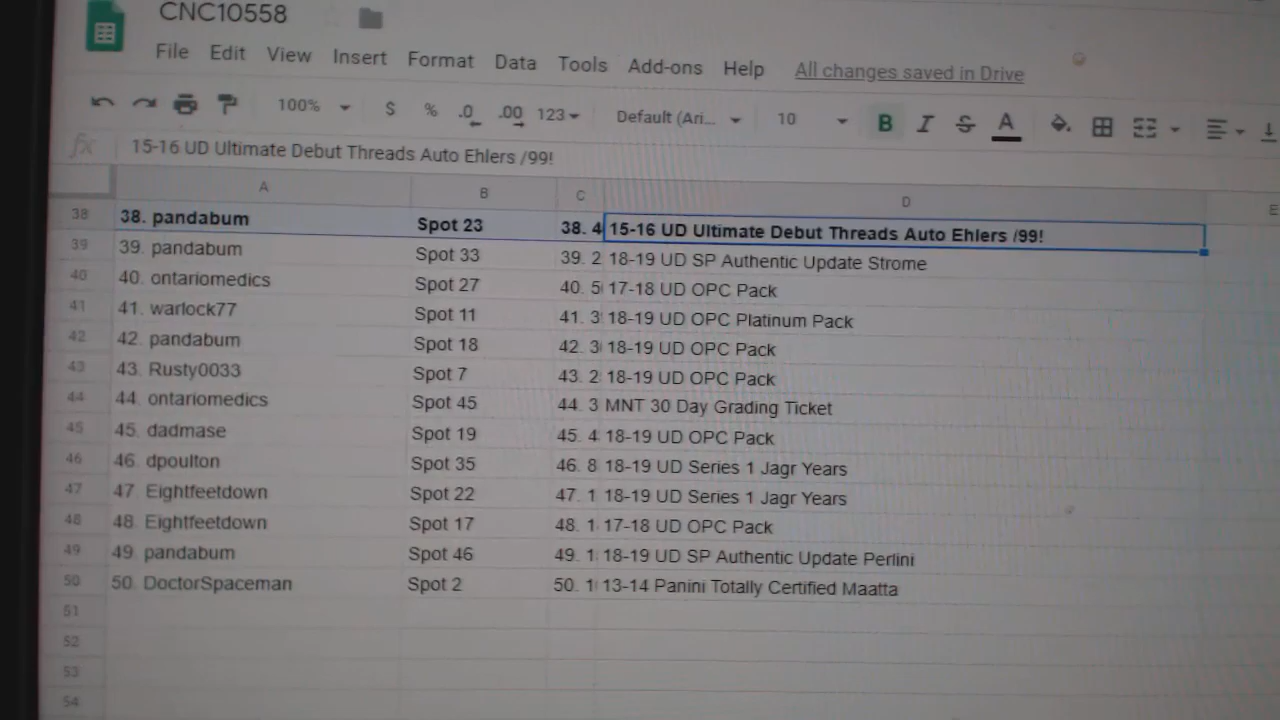 CNC10558
File Edit View Insert Format Data Tools Add-ons Help All changes saved in Drive
100% $ % .0 .00 123 Default (Ari... 10 B I S A
fx 15-16 UD Ultimate Debut Threads Auto Ehlers /99!
A B C D E
38 38. pandabum Spot 23 38. 4 15-16 UD Ultimate Debut Threads Auto Ehlers /99!
39 39. pandabum Spot 33 39. 2 18-19 UD SP Authentic Update Strome
40 40. ontariomedics Spot 27 40. 5 17-18 UD OPC Pack
41 41. warlock77 Spot 11 41. 3 18-19 UD OPC Platinum Pack
42 42. pandabum Spot 18 42. 3 18-19 UD OPC Pack
43 43. Rusty0033 Spot 7 43. 2 18-19 UD OPC Pack
44 44. ontariomedics Spot 45 44. 3 MNT 30 Day Grading Ticket
45 45. dadmase Spot 19 45. 4 18-19 UD OPC Pack
46 46. dpoulton Spot 35 46. 8 18-19 UD Series 1 Jagr Years
47 47. Eightfeetdown Spot 22 47. 1 18-19 UD Series 1 Jagr Years
48 48. Eightfeetdown Spot 17 48. 1 17-18 UD OPC Pack
49 49. pandabum Spot 46 49. 1 18-19 UD SP Authentic Update Perlini
50 50. DoctorSpaceman Spot 2 50. 1 13-14 Panini Totally Certified Maatta
51
52
53
54